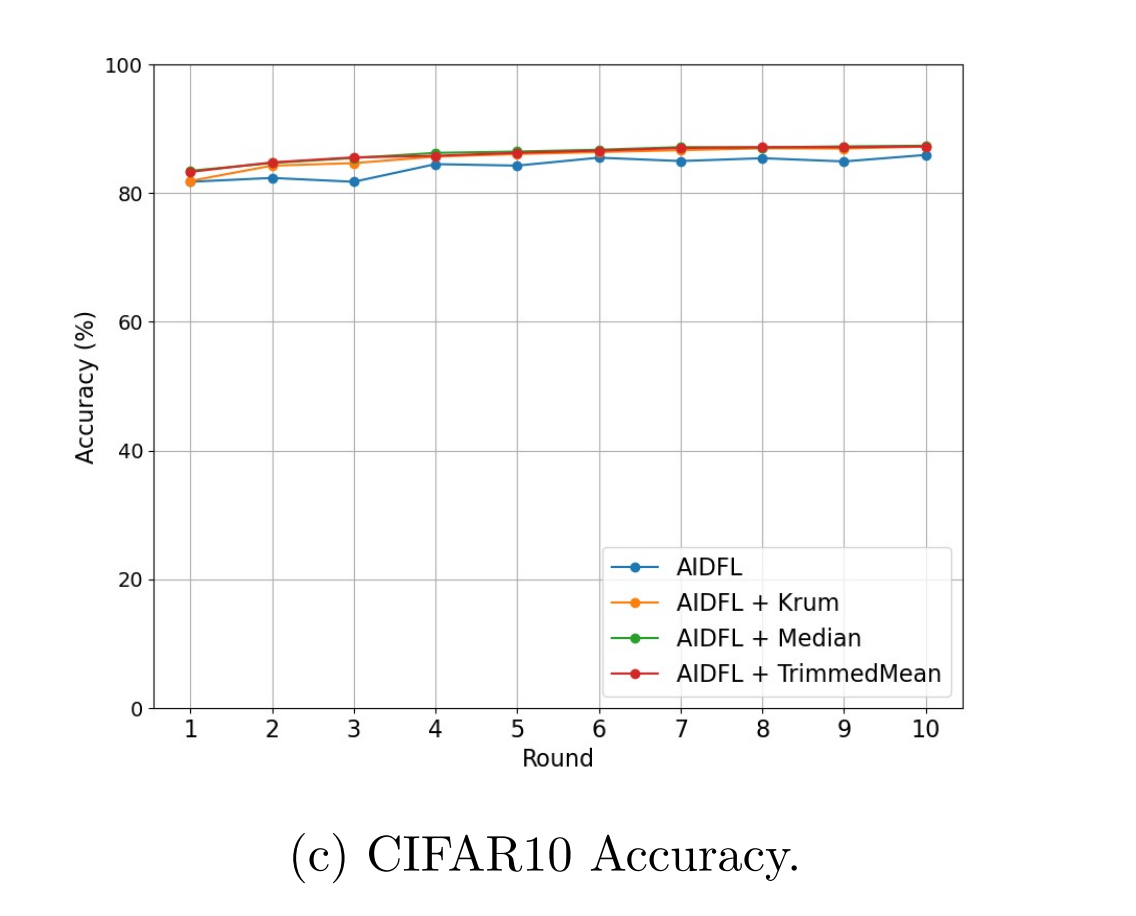 100
80
60
40
20
0
Accuracy (%)
AIDFL
AIDFL + Krum
AIDFL + Median
AIDFL + TrimmedMean
1 2 3 4 5 6 7 8 9 10
Round
(c) CIFAR10 Accuracy.